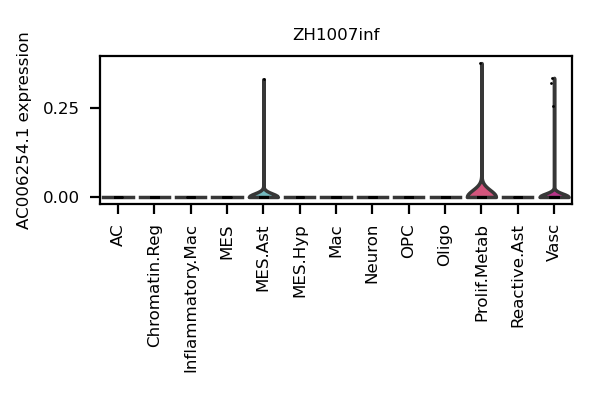 ZH1007inf
AC006254.1 expression
0.25
0.00
AC
Chromatin.Reg
Inflammatory.Mac
MES
MES.Ast
MES.Hyp
Mac
Neuron
OPC
Oligo
Prolif.Metab
Reactive.Ast
Vasc